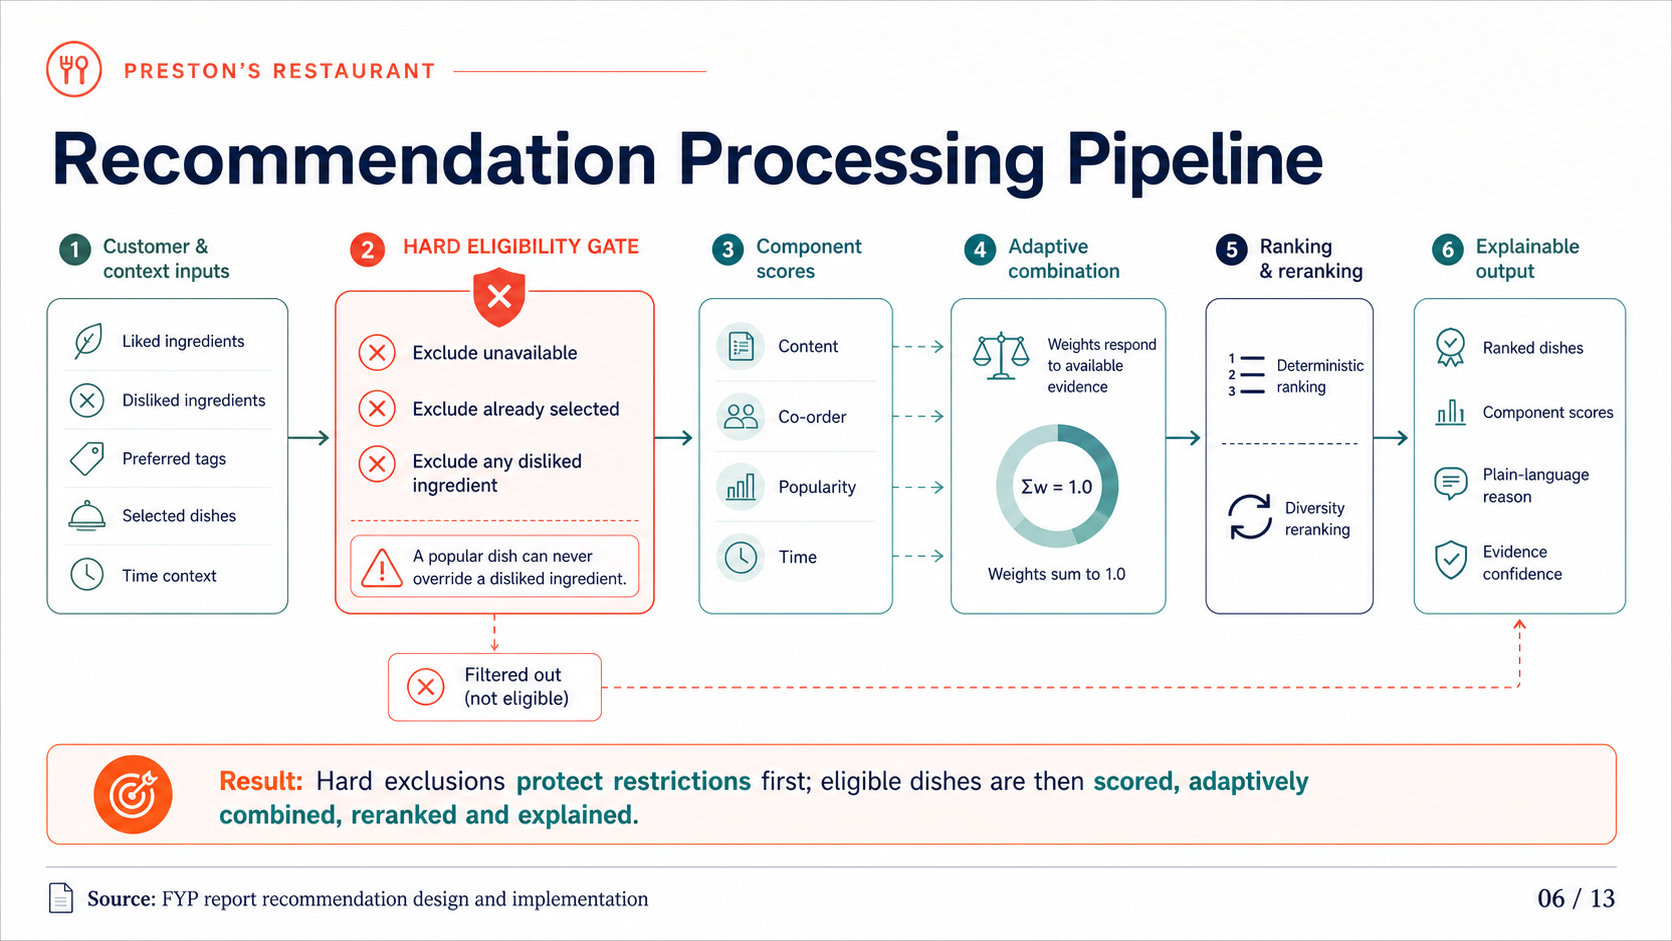 PRESTON'S RESTAURANT
Recommendation Processing Pipeline
1 Customer &
context inputs
Liked ingredients
Disliked ingredients
Preferred tags
Selected dishes
Time context
2 HARD ELIGIBILITY GATE
Exclude unavailable
Exclude already selected
Exclude any disliked
ingredient
A popular dish can never
override a disliked ingredient.
Filtered out
(not eligible)
3 Component
scores
Content
Co-order
Popularity
Time
4 Adaptive
combination
Weights respond
to available
evidence
Σw = 1.0
Weights sum to 1.0
5 Ranking
& reranking
1
2
3
Deterministic
ranking
Diversity
reranking
6 Explainable
output
Ranked dishes
Component scores
Plain-language
reason
Evidence
confidence
Result: Hard exclusions protect restrictions first; eligible dishes are then scored, adaptively
combined, reranked and explained.
Source: FYP report recommendation design and implementation
06 / 13